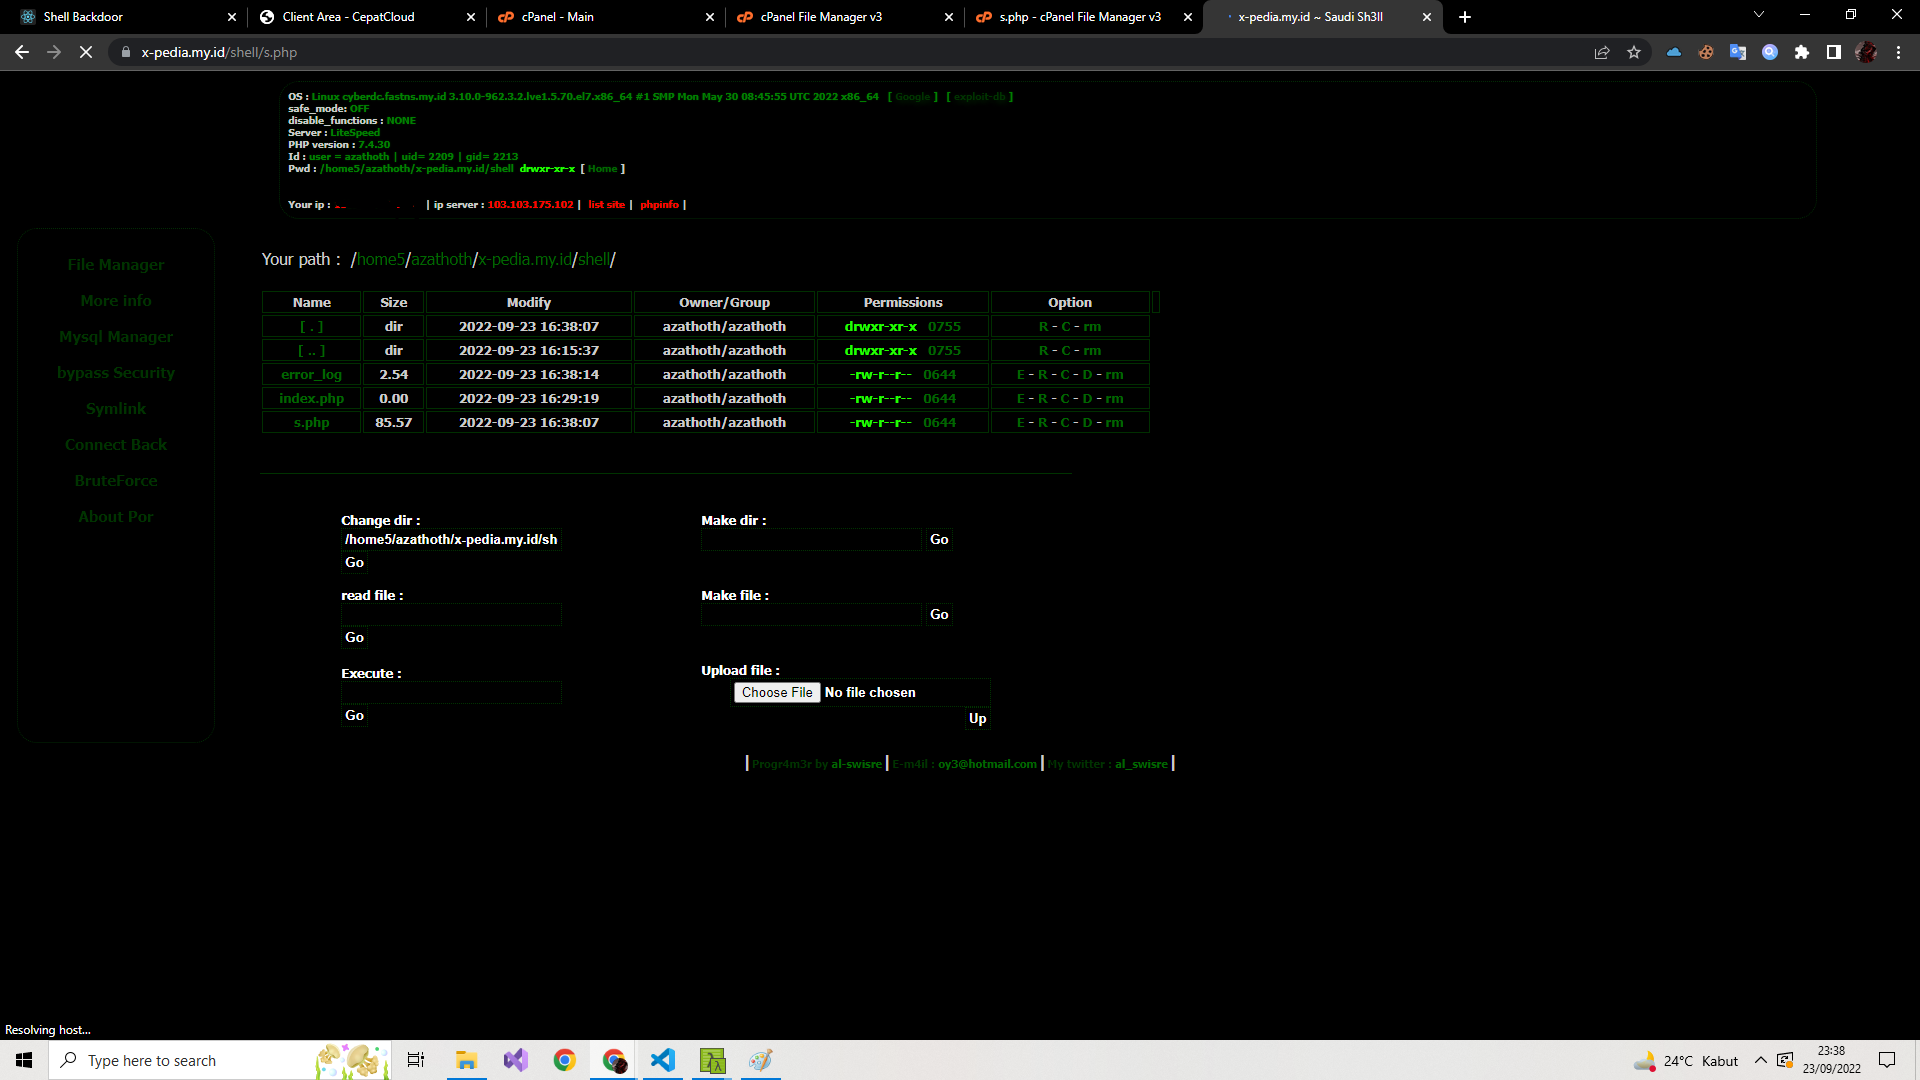 Shell Backdoor
Client Area - CepatCloud
cPanel - Main
cPanel File Manager v3
s.php - cPanel File Manager v3
x-pedia.my.id ~ Saudi Sh3ll
x-pedia.my.id/shell/s.php
OS : Linux cyberdc.fastns.my.id 3.10.0-962.3.2.lve1.5.70.el7.x86_64 #1 SMP Mon May 30 08:45:55 UTC 2022 x86_64 [ Google ] [ exploit-db ]
safe_mode: OFF
disable_functions : NONE
Server : LiteSpeed
PHP version : 7.4.30
Id : user = azathoth | uid= 2209 | gid= 2213
Pwd : /home5/azathoth/x-pedia.my.id/shell drwxr-xr-x [ Home ]
Your ip : | ip server : 103.103.175.102 | list site | phpinfo |
File Manager
More info
Mysql Manager
bypass Security
Symlink
Connect Back
BruteForce
About Por
Your path : /home5/azathoth/x-pedia.my.id/shell/
Name Size Modify Owner/Group Permissions Option
[ . ] dir 2022-09-23 16:38:07 azathoth/azathoth drwxr-xr-x 0755 R - C - rm
[ .. ] dir 2022-09-23 16:15:37 azathoth/azathoth drwxr-xr-x 0755 R - C - rm
error_log 2.54 2022-09-23 16:38:14 azathoth/azathoth -rw-r--r-- 0644 E - R - C - D - rm
index.php 0.00 2022-09-23 16:29:19 azathoth/azathoth -rw-r--r-- 0644 E - R - C - D - rm
s.php 85.57 2022-09-23 16:38:07 azathoth/azathoth -rw-r--r-- 0644 E - R - C - D - rm
Change dir :
/home5/azathoth/x-pedia.my.id/sh
Go
Make dir :
Go
read file :
Go
Make file :
Go
Execute :
Go
Upload file :
Choose File No file chosen
Up
| Progr4m3r by al-swisre | E-m4il : oy3@hotmail.com | My twitter : al_swisre |
Resolving host...
Type here to search
24°C Kabut
23:38
23/09/2022